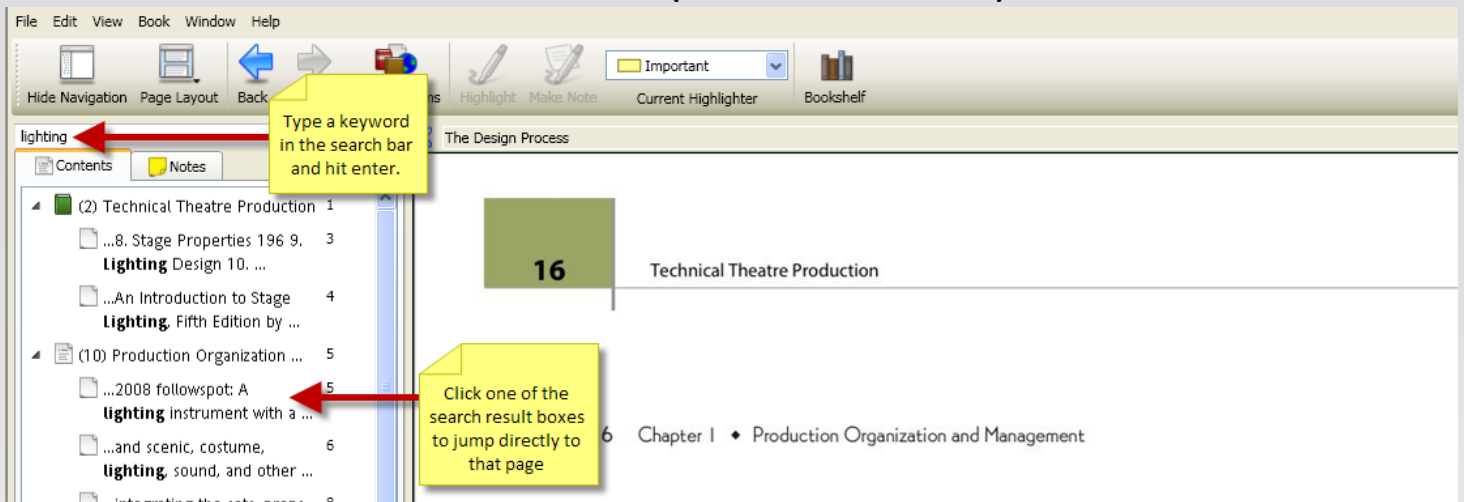 File Edit View Book Window Help
Hide Navigation Page Layout Back ms Highlight Make Note Important Current Highlighter Bookshelf
lighting
The Design Process
Type a keyword
in the search bar
and hit enter.
Contents Notes
(2) Technical Theatre Production 1
...8. Stage Properties 196 9. 3
Lighting Design 10. ...
...An Introduction to Stage 4
Lighting, Fifth Edition by ...
(10) Production Organization ... 5
...2008 followspot: A 5
lighting instrument with a ...
...and scenic, costume, 6
lighting, sound, and other ...
16 Technical Theatre Production
Click one of the
search result boxes
to jump directly to
that page
6 Chapter 1 ◆ Production Organization and Management